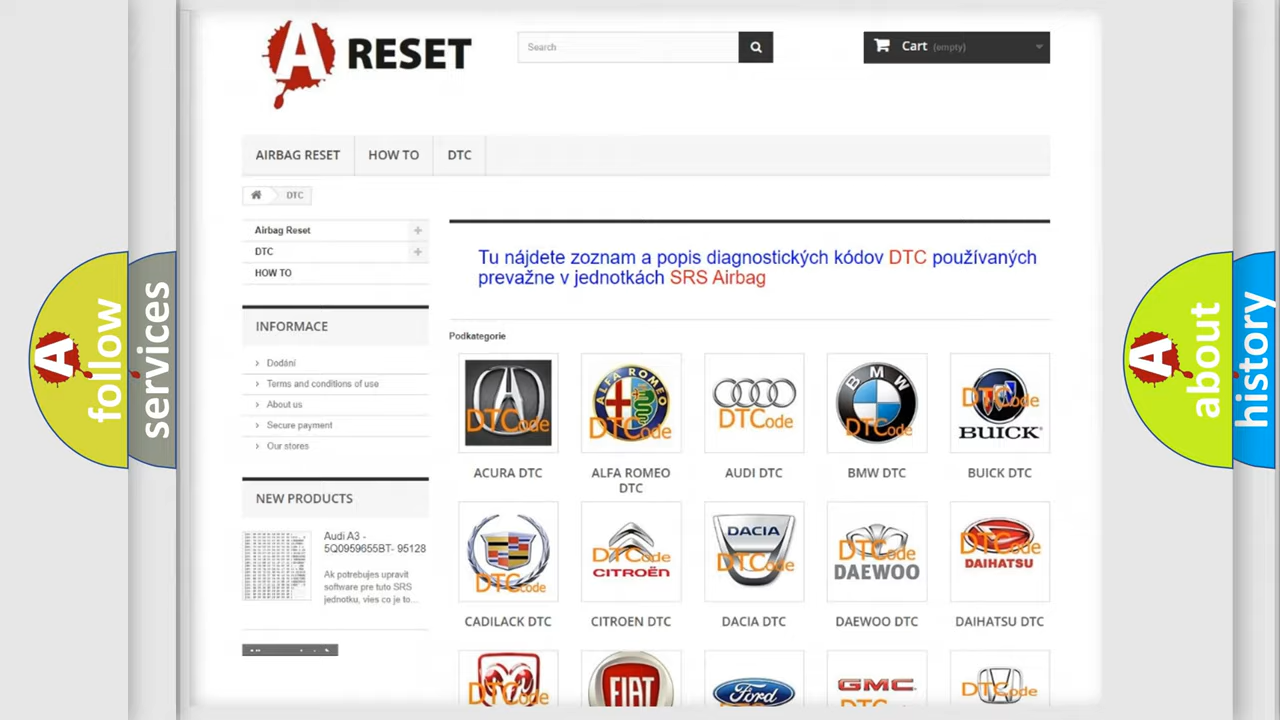 A RESET
Search
Cart (empty)
AIRBAG RESET
HOW TO
DTC
DTC
Airbag Reset
DTC
HOW TO
INFORMACE
Dodání
Terms and conditions of use
About us
Secure payment
Our stores
NEW PRODUCTS
Audi A3 -
5Q0959655BT- 95128
Ak potrebujes upravit
software pre tuto SRS
jednotku, vies co je to...
Tu nájdete zoznam a popis diagnostických kódov DTC používaných
prevažne v jednotkách SRS Airbag
Podkategorie
DTCode
ALFA ROMEO
DTCode
DTCode
BMW
DTCode
DTCode
BUICK
ACURA DTC
ALFA ROMEO
DTC
AUDI DTC
BMW DTC
BUICK DTC
DTCode
DTCode
CITROËN
DACIA
DTCode
DTCode
DAEWOO
DTCode
DAIHATSU
CADILACK DTC
CITROEN DTC
DACIA DTC
DAEWOO DTC
DAIHATSU DTC
DTCode
FIAT
Ford
GMC
DTCode
A follow
services
A about
history